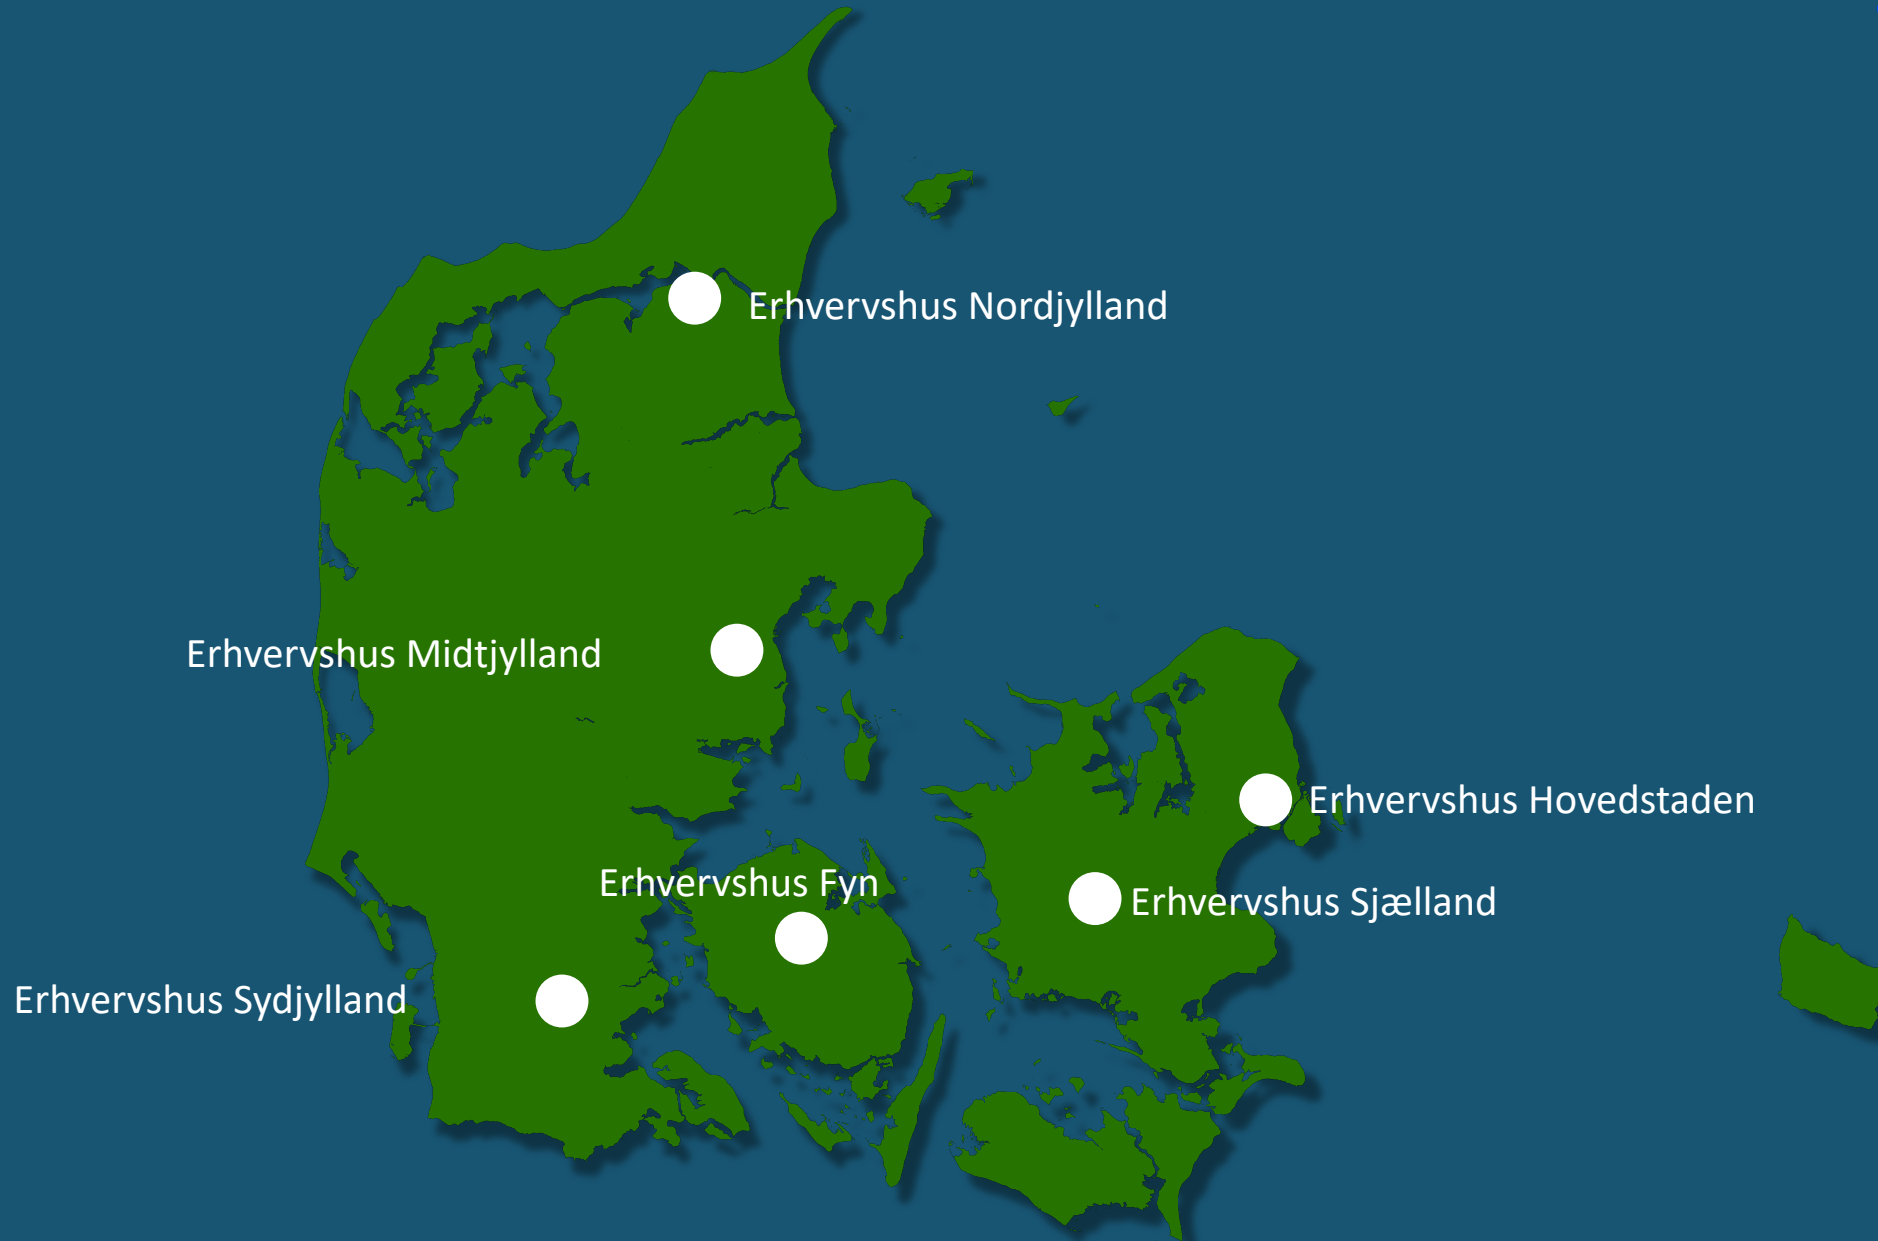 Erhvervshus Nordjylland
Erhvervshus Midtjylland
Erhvervshus Hovedstaden
Erhvervshus Fyn
Erhvervshus Sjælland
Erhvervshus Sydjylland